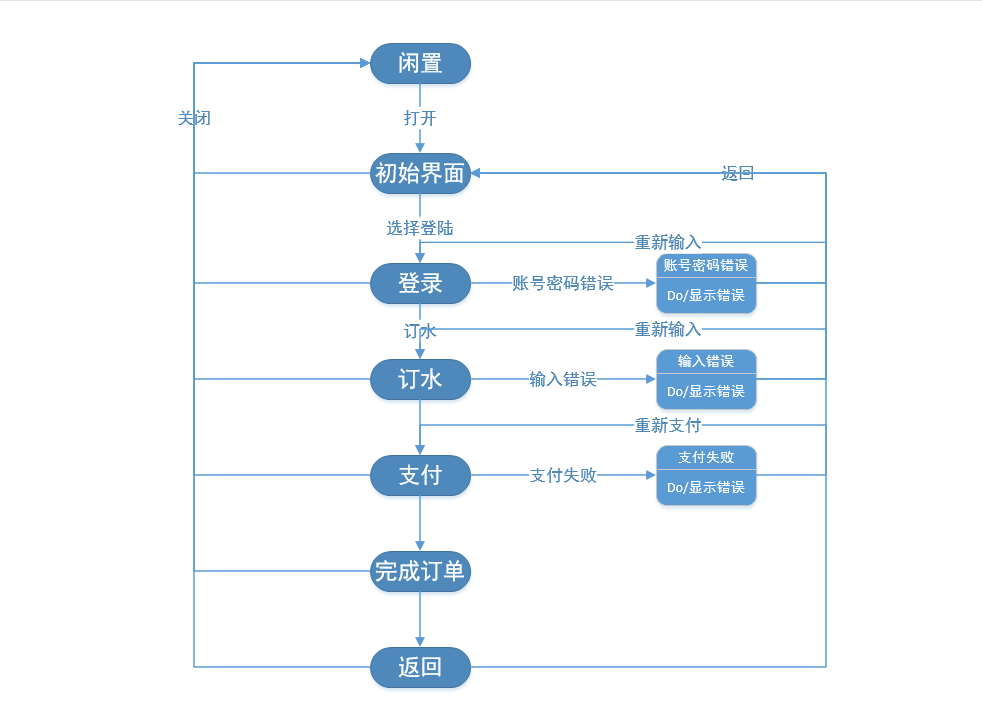 闲置
关闭
打开
初始界面
返回
选择登陆
重新输入
登录
账号密码错误
账号密码错误
Do/显示错误
订水
重新输入
订水
输入错误
输入错误
Do/显示错误
重新支付
支付
支付失败
支付失败
Do/显示错误
完成订单
返回